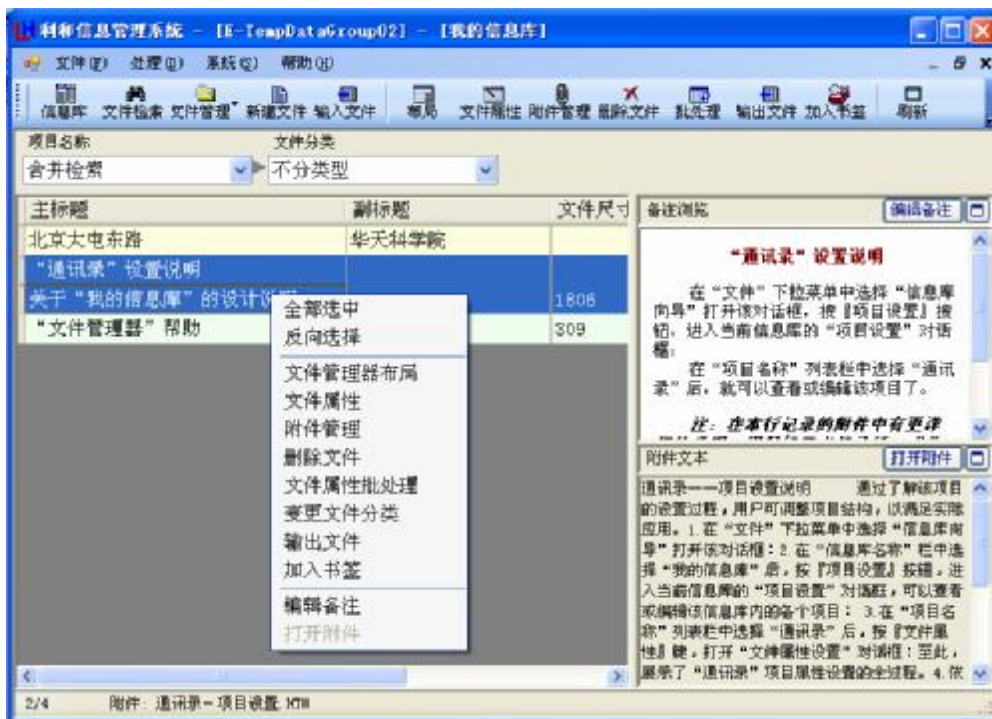 利和信息管理系统 - [E-TempDataGroup02] - [我的信息库]
文件(F) 处理(D) 系统(C) 帮助(H)
信息库 文件检索 文件管理 新建文件 输入文件 布局 文件属性 附件管理 删除文件 批处理 输出文件 加入书签 刷新
项目名称 文件分类
合并检索 不分类型
主标题 副标题 文件尺寸
北京大电东路 华天科学院
“通讯录”设置说明
关于“我的信息库”的设计说明 1806
“文件管理器”帮助 309
全部选中
反向选择
文件管理器布局
文件属性
附件管理
删除文件
文件属性批处理
变更文件分类
输出文件
加入书签
编辑备注
打开附件
备注浏览 编辑备注
“通讯录”设置说明
在“文件”下拉菜单中选择“信息库
向导”打开该对话框,按『项目设置』按
钮,进入当前信息库的“项目设置”对话
框;
在“项目名称”列表栏中选择“通讯
录”后,就可以查看或编辑该项目了。
注:在本行记录的附件中有更详
附件文本 打开附件
通讯录——项目设置说明 通过了解该项目
的设置过程,用户可调整项目结构,以满足实际
应用。1.在“文件”下拉菜单中选择“信息库向
导”打开该对话框;2.在“信息库名称”栏中选
择“我的信息库”后,按『项目设置』按钮,进
入当前信息库的“项目设置”对话框,可以查看
或编辑该信息库内的各个项目;3.在“项目名
称”列表栏中选择“通讯录”后,按『文件属
性』键,打开“文件属性设置”对话框;至此,
展示了“通讯录”项目属性设置的全过程。4.依
2/4 附件: 通讯录-项目设置.HTM